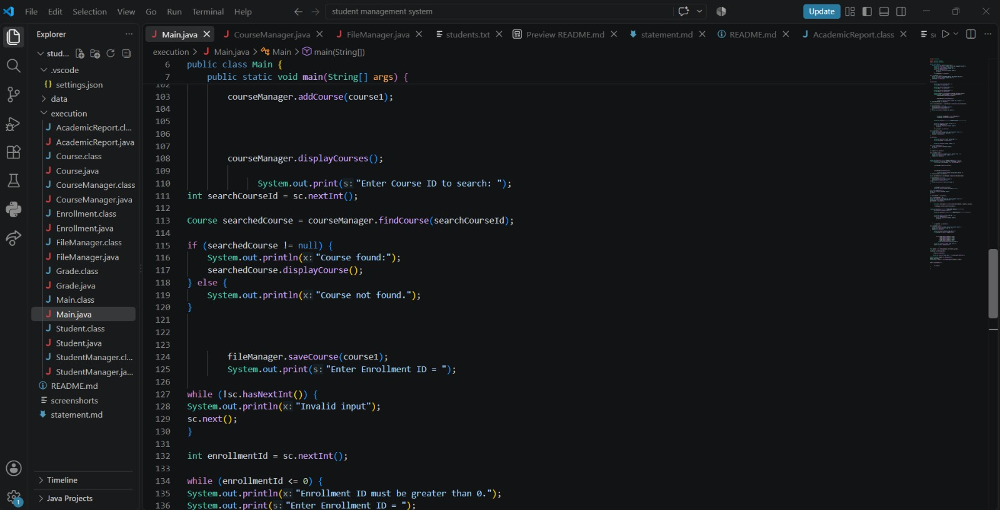 File Edit Selection View Go Run Terminal Help
student management system
Update
Explorer
stud...
.vscode
{} settings.json
data
execution
AcademicReport.cl...
AcademicReport.java
Course.class
Course.java
CourseManager.class
CourseManager.java
Enrollment.class
Enrollment.java
FileManager.class
FileManager.java
Grade.class
Grade.java
Main.class
Main.java
Student.class
Student.java
StudentManager.cl...
StudentManager.ja...
README.md
screenshorts
statement.md
Timeline
Java Projects
1
Main.java CourseManager.java FileManager.java students.txt Preview README.md statement.md README.md AcademicReport.class
execution > Main.java > Main > main(String[])
6 public class Main {
7 public static void main(String[] args) {
102
103 courseManager.addCourse(course1);
104
105
106
107
108 courseManager.displayCourses();
109
110 System.out.print(s: "Enter Course ID to search: ");
111 int searchCourseId = sc.nextInt();
112
113 Course searchedCourse = courseManager.findCourse(searchCourseId);
114
115 if (searchedCourse != null) {
116 System.out.println(x: "Course found:");
117 searchedCourse.displayCourse();
118 } else {
119 System.out.println(x: "Course not found.");
120 }
121
122
123
124 fileManager.saveCourse(course1);
125 System.out.print(s: "Enter Enrollment ID = ");
126
127 while (!sc.hasNextInt()) {
128 System.out.println(x: "Invalid input");
129 sc.next();
130 }
131
132 int enrollmentId = sc.nextInt();
133
134 while (enrollmentId <= 0) {
135 System.out.println(x: "Enrollment ID must be greater than 0.");
136 System.out.print(s: "Enter Enrollment ID = ");